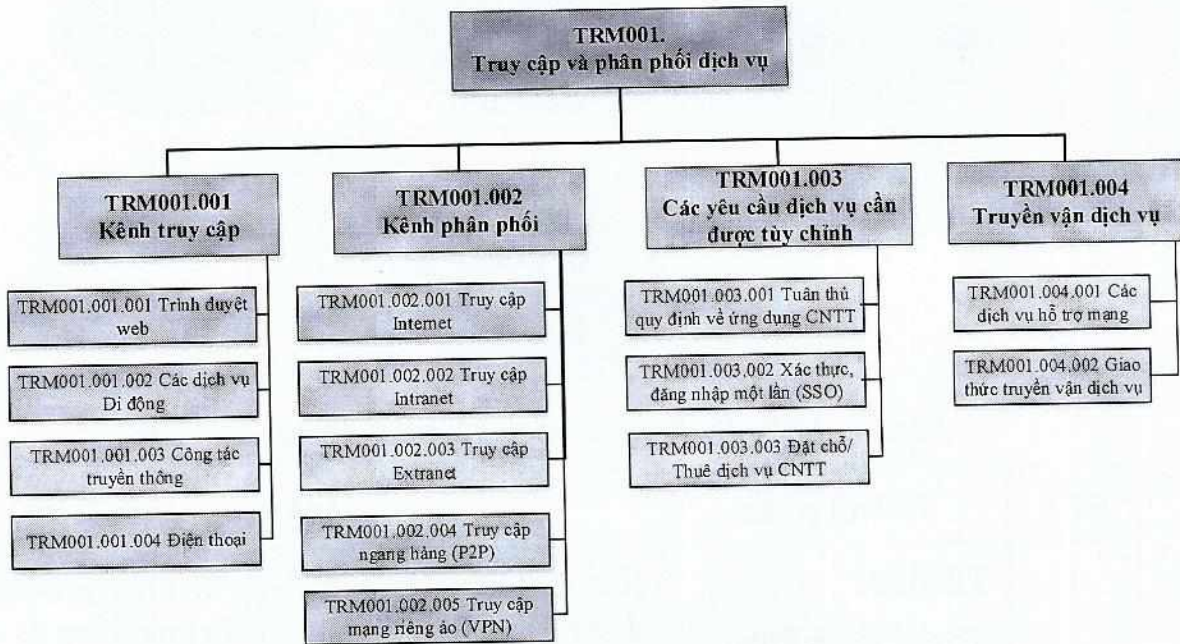 TRM001.
Truy cập và phân phối dịch vụ
TRM001.001
Kênh truy cập
TRM001.001.001 Trình duyệt
web
TRM001.001.002 Các dịch vụ
Di động
TRM001.001.003 Công tác
truyền thông
TRM001.001.004 Điện thoại
TRM001.002
Kênh phân phối
TRM001.002.001 Truy cập
Internet
TRM001.002.002 Truy cập
Intranet
TRM001.002.003 Truy cập
Extranet
TRM001.002.004 Truy cập
ngang hàng (P2P)
TRM001.002.005 Truy cập
mạng riêng ảo (VPN)
TRM001.003
Các yêu cầu dịch vụ cần
được tùy chỉnh
TRM001.003.001 Tuân thủ
quy định về ứng dụng CNTT
TRM001.003.002 Xác thực,
đăng nhập một lần (SSO)
TRM001.003.003 Đặt chỗ/
Thuê dịch vụ CNTT
TRM001.004
Truyền vận dịch vụ
TRM001.004.001 Các
dịch vụ hỗ trợ mạng
TRM001.004.002 Giao
thức truyền vận dịch vụ